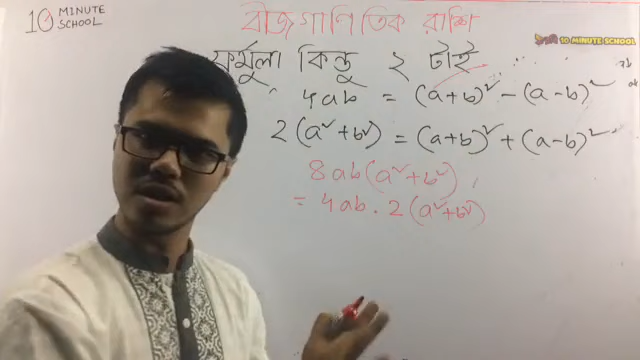 10 MINUTE SCHOOL
বীজগাণিতিক রাশি
10 MINUTE SCHOOL
ফর্মুলা কিন্তু ২ টাই
4ab = (a+b)² - (a-b)²
2(a²+b²) = (a+b)² + (a-b)²
8ab(a²+b²)
= 4ab . 2(a²+b²)